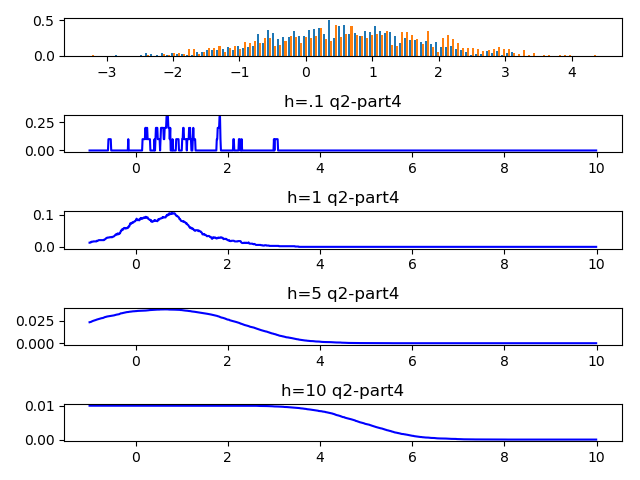 0.5
0.0
−3 −2 −1 0 1 2 3 4
h=.1 q2-part4
0.25
0.00
0 2 4 6 8 10
h=1 q2-part4
0.1
0.0
0 2 4 6 8 10
h=5 q2-part4
0.025
0.000
0 2 4 6 8 10
h=10 q2-part4
0.01
0.00
0 2 4 6 8 10